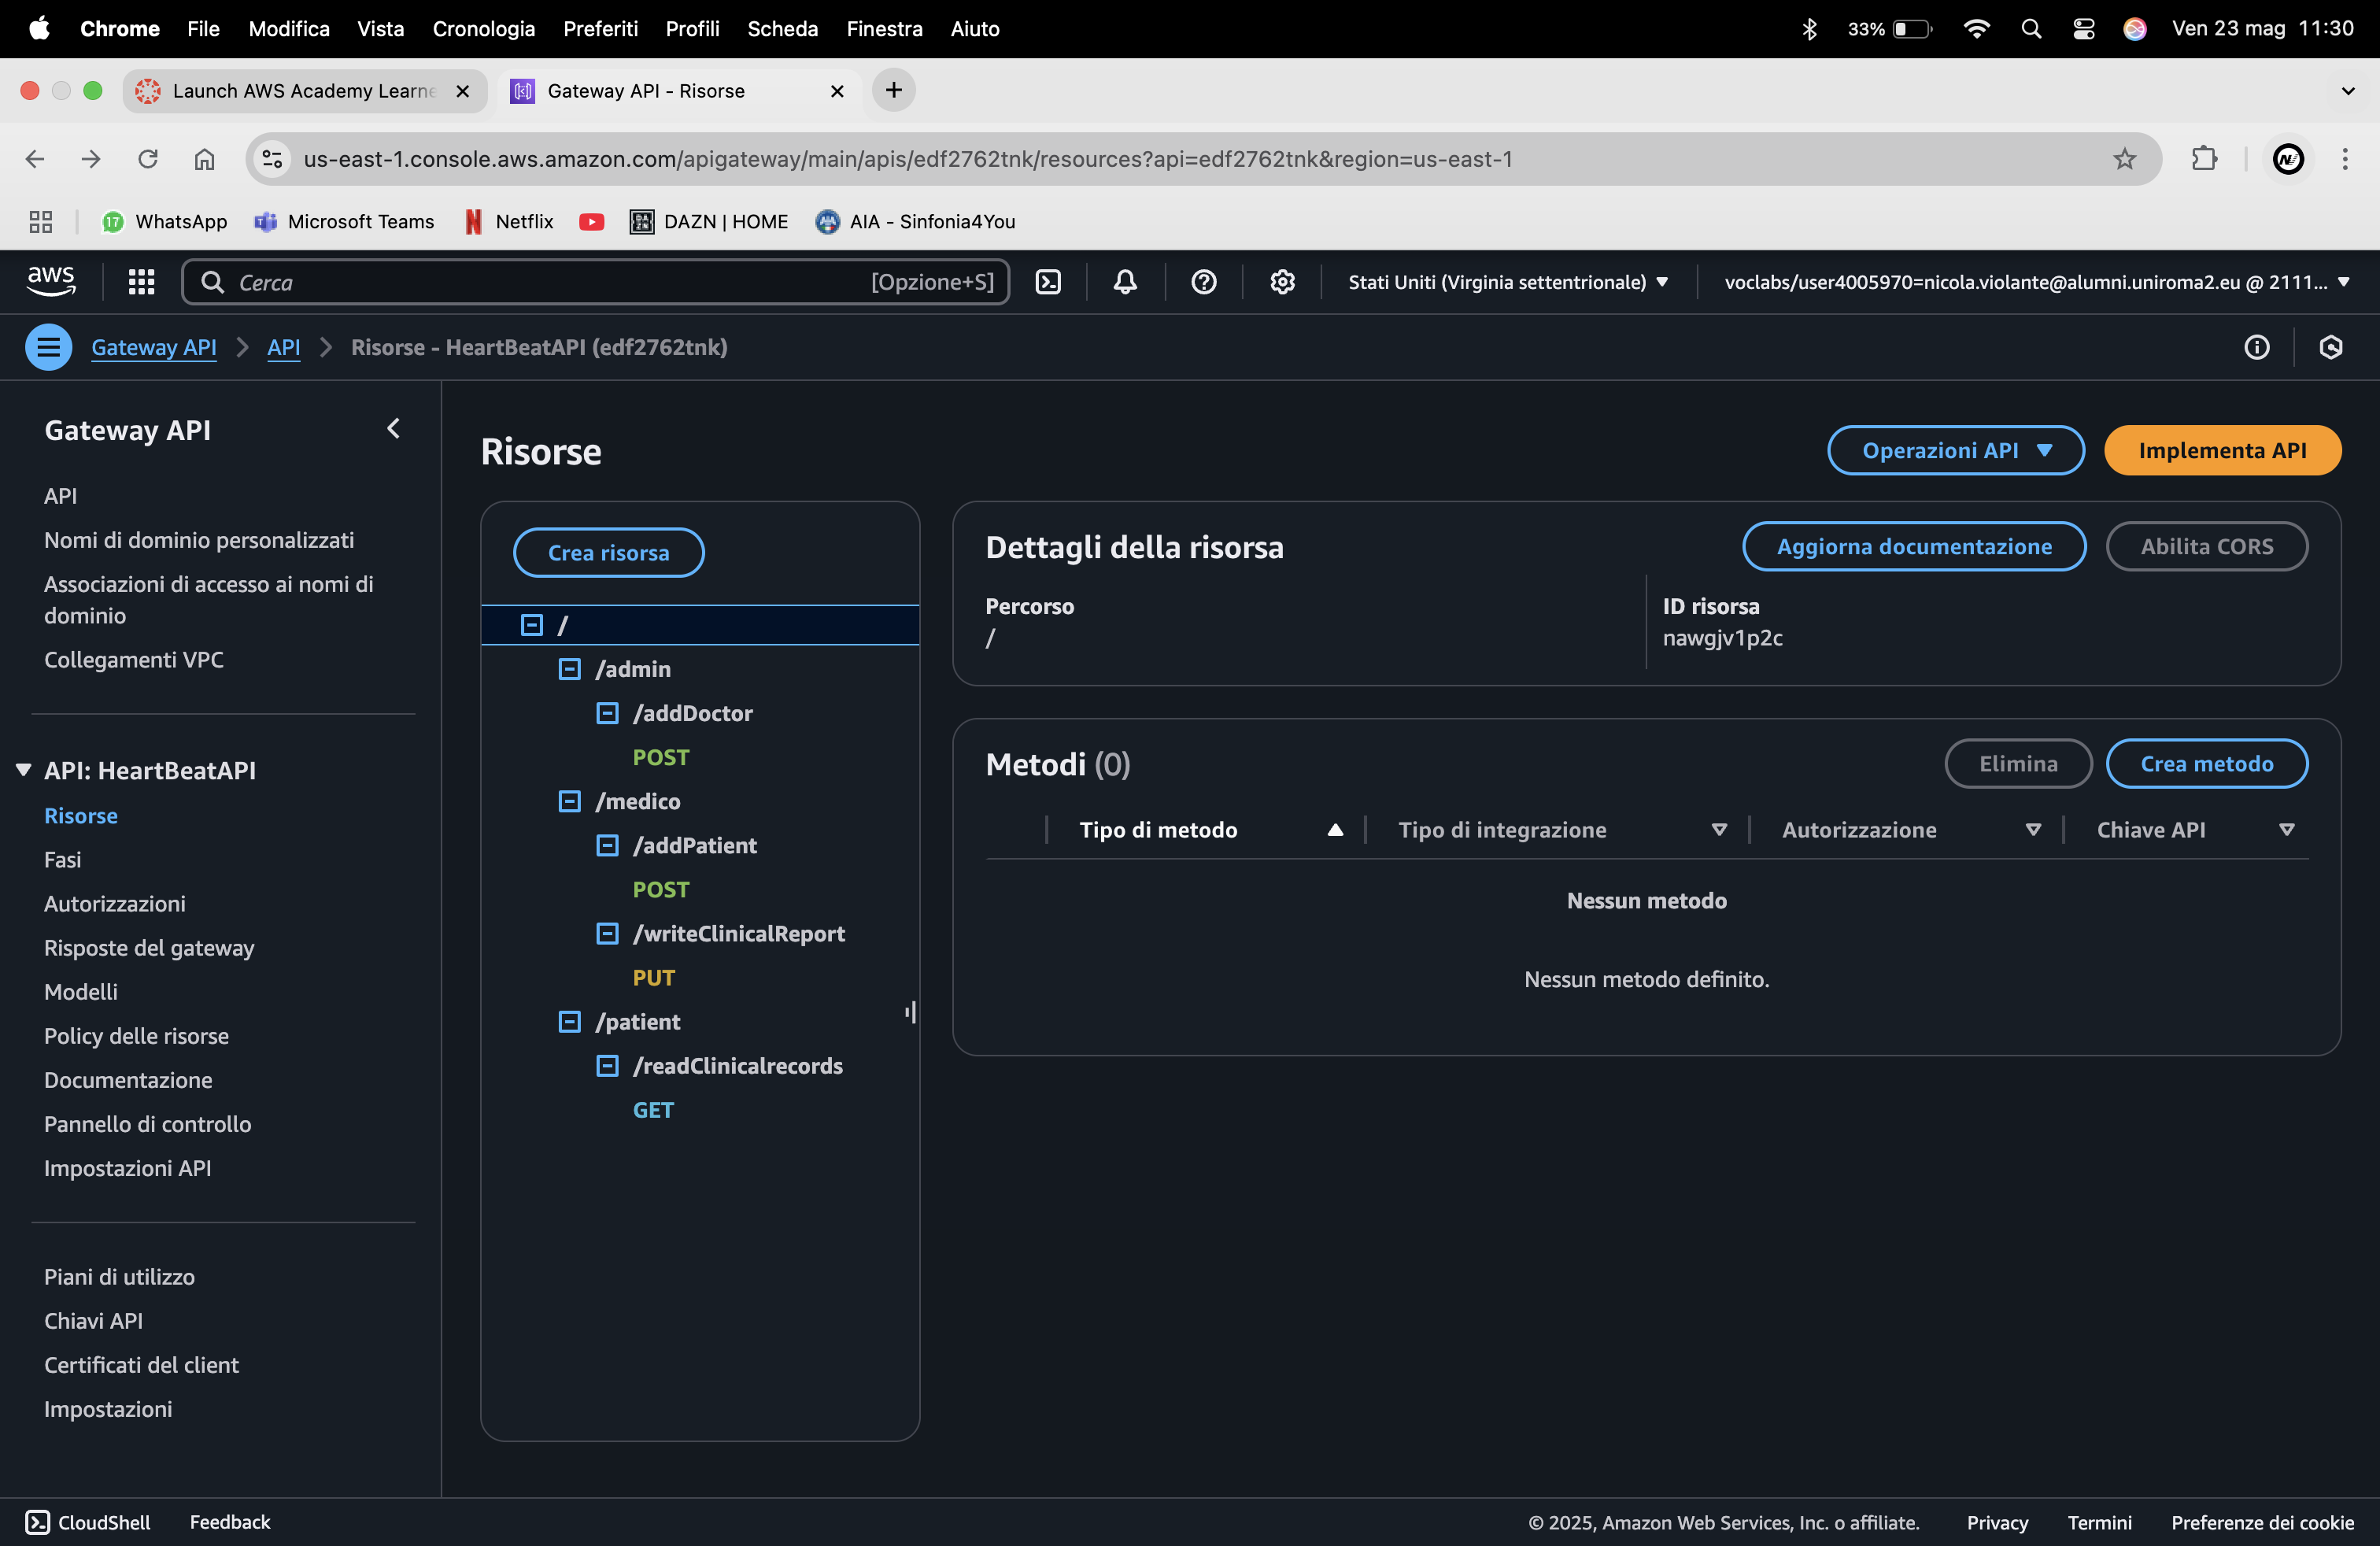 Chrome File Modifica Vista Cronologia Preferiti Profili Scheda Finestra Aiuto 33% Ven 23 mag 11:30
Launch AWS Academy Learne Gateway API - Risorse
us-east-1.console.aws.amazon.com/apigateway/main/apis/edf2762tnk/resources?api=edf2762tnk&region=us-east-1
17 WhatsApp Microsoft Teams Netflix DAZN | HOME AIA - Sinfonia4You
aws Cerca [Opzione+S] Stati Uniti (Virginia settentrionale) voclabs/user4005970=nicola.violante@alumni.uniroma2.eu @ 2111...
Gateway API API Risorse - HeartBeatAPI (edf2762tnk)
Gateway API
API
Nomi di dominio personalizzati
Associazioni di accesso ai nomi di
dominio
Collegamenti VPC
API: HeartBeatAPI
Risorse
Fasi
Autorizzazioni
Risposte del gateway
Modelli
Policy delle risorse
Documentazione
Pannello di controllo
Impostazioni API
Piani di utilizzo
Chiavi API
Certificati del client
Impostazioni
Risorse
Operazioni API Implementa API
Crea risorsa
/
/admin
/addDoctor
POST
/medico
/addPatient
POST
/writeClinicalReport
PUT
/patient
/readClinicalrecords
GET
Dettagli della risorsa Aggiorna documentazione Abilita CORS
Percorso ID risorsa
/ nawgjv1p2c
Metodi (0) Elimina Crea metodo
Tipo di metodo Tipo di integrazione Autorizzazione Chiave API
Nessun metodo
Nessun metodo definito.
CloudShell Feedback © 2025, Amazon Web Services, Inc. o affiliate. Privacy Termini Preferenze dei cookie